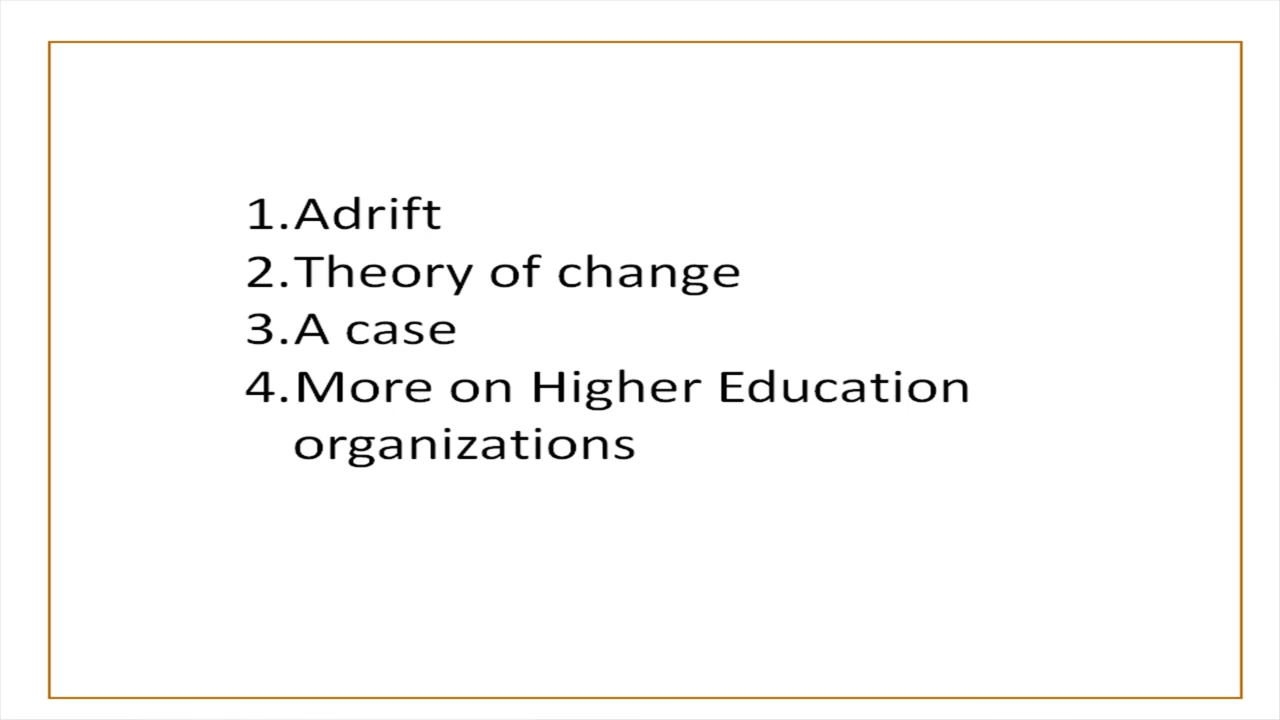 1.Adrift
2.Theory of change
3.A case
4.More on Higher Education
organizations